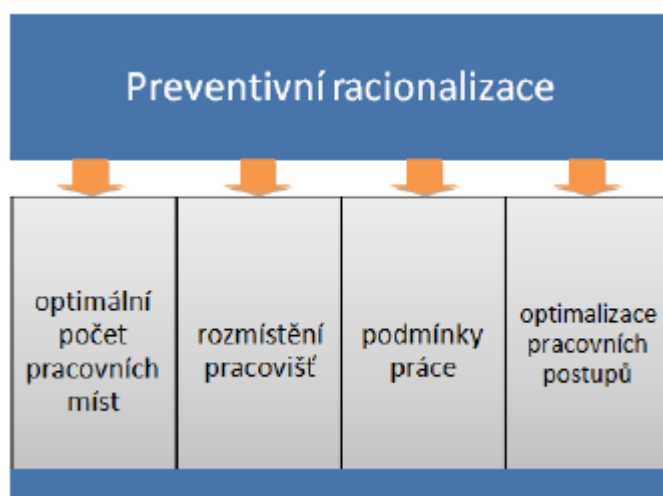 Preventivní racionalizace
optimální
počet
pracovních
míst
rozmístění
pracovišť
podmínky
práce
optimalizace
pracovních
postupů